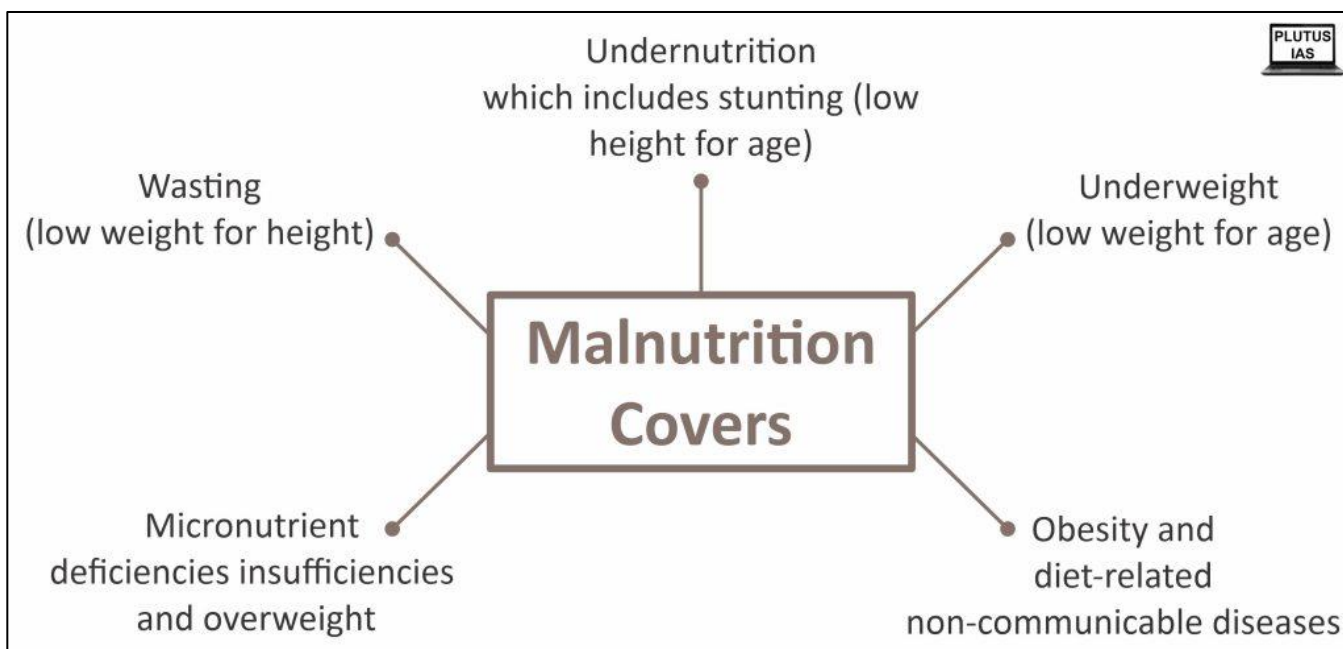 PLUTUS
IAS
Undernutrition
which includes stunting (low
height for age)
Wasting
(low weight for height)
Underweight
(low weight for age)
Malnutrition
Covers
Micronutrient
deficiencies insufficiencies
and overweight
Obesity and
diet-related
non-communicable diseases